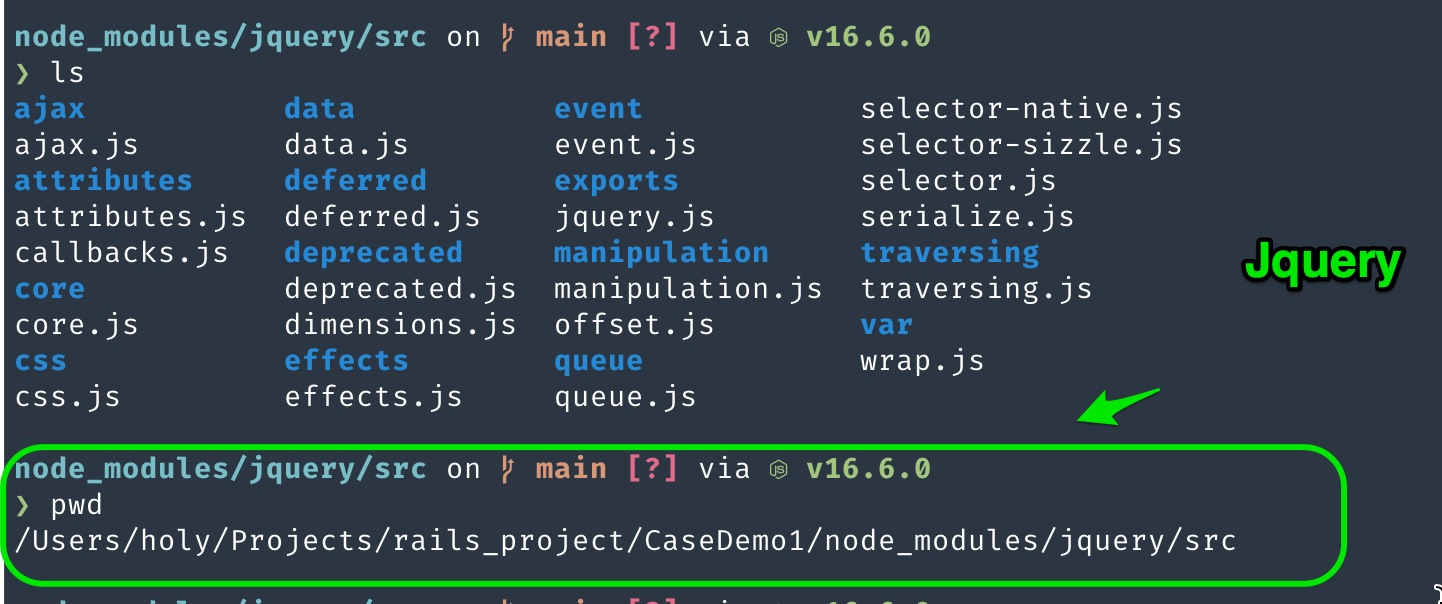 node_modules/jquery/src on main [?] via v16.6.0
❯ ls
ajax data event selector-native.js
ajax.js data.js event.js selector-sizzle.js
attributes deferred exports selector.js
attributes.js deferred.js jquery.js serialize.js
callbacks.js deprecated manipulation traversing
core deprecated.js manipulation.js traversing.js
core.js dimensions.js offset.js var
css effects queue wrap.js
css.js effects.js queue.js
Jquery
node_modules/jquery/src on main [?] via v16.6.0
❯ pwd
/Users/holy/Projects/rails_project/CaseDemo1/node_modules/jquery/src